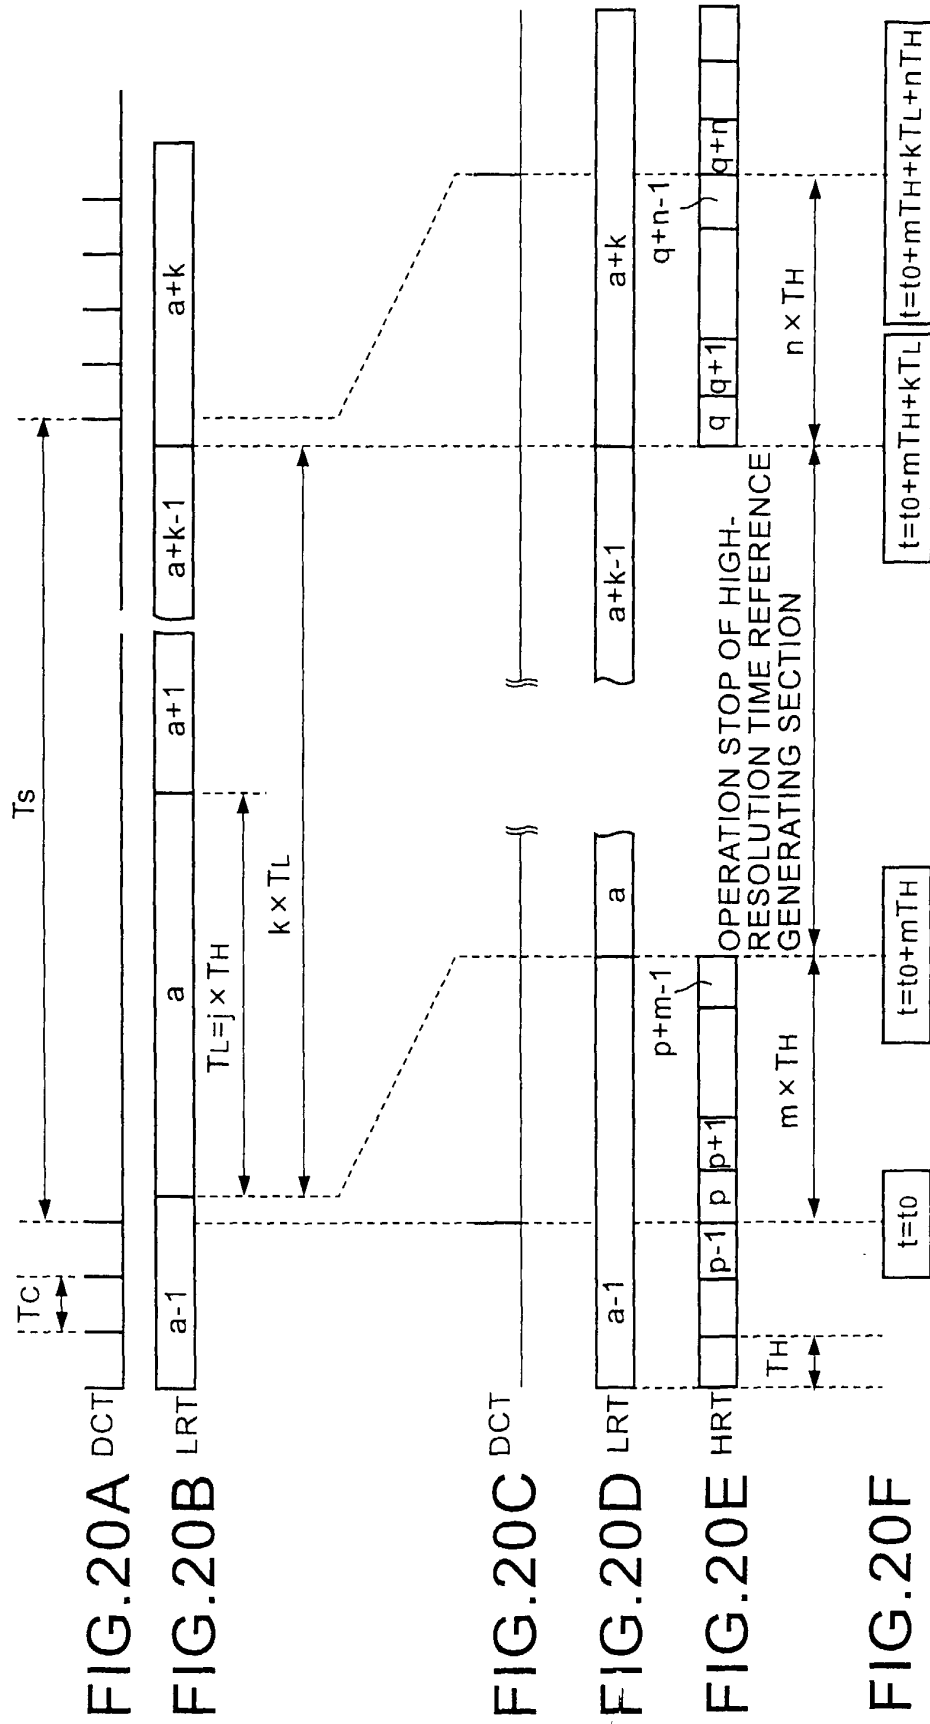 FIG.20A
DCT
TC
TS
FIG.20B
LRT
a-1
a
a+1
a+k-1
a+k
TL=j×TH
k×TL
FIG.20C
DCT
FIG.20D
LRT
a-1
a
a+k-1
a+k
FIG.20E
HRT
p-1
p
p+1
p+m-1
q
q+1
q+n-1
q+n
TH
m×TH
OPERATION STOP OF HIGH-
RESOLUTION TIME REFERENCE
GENERATING SECTION
n×TH
FIG.20F
t=t0
t=t0+mTH
t=t0+mTH+kTL
t=t0+mTH+kTL+nTH